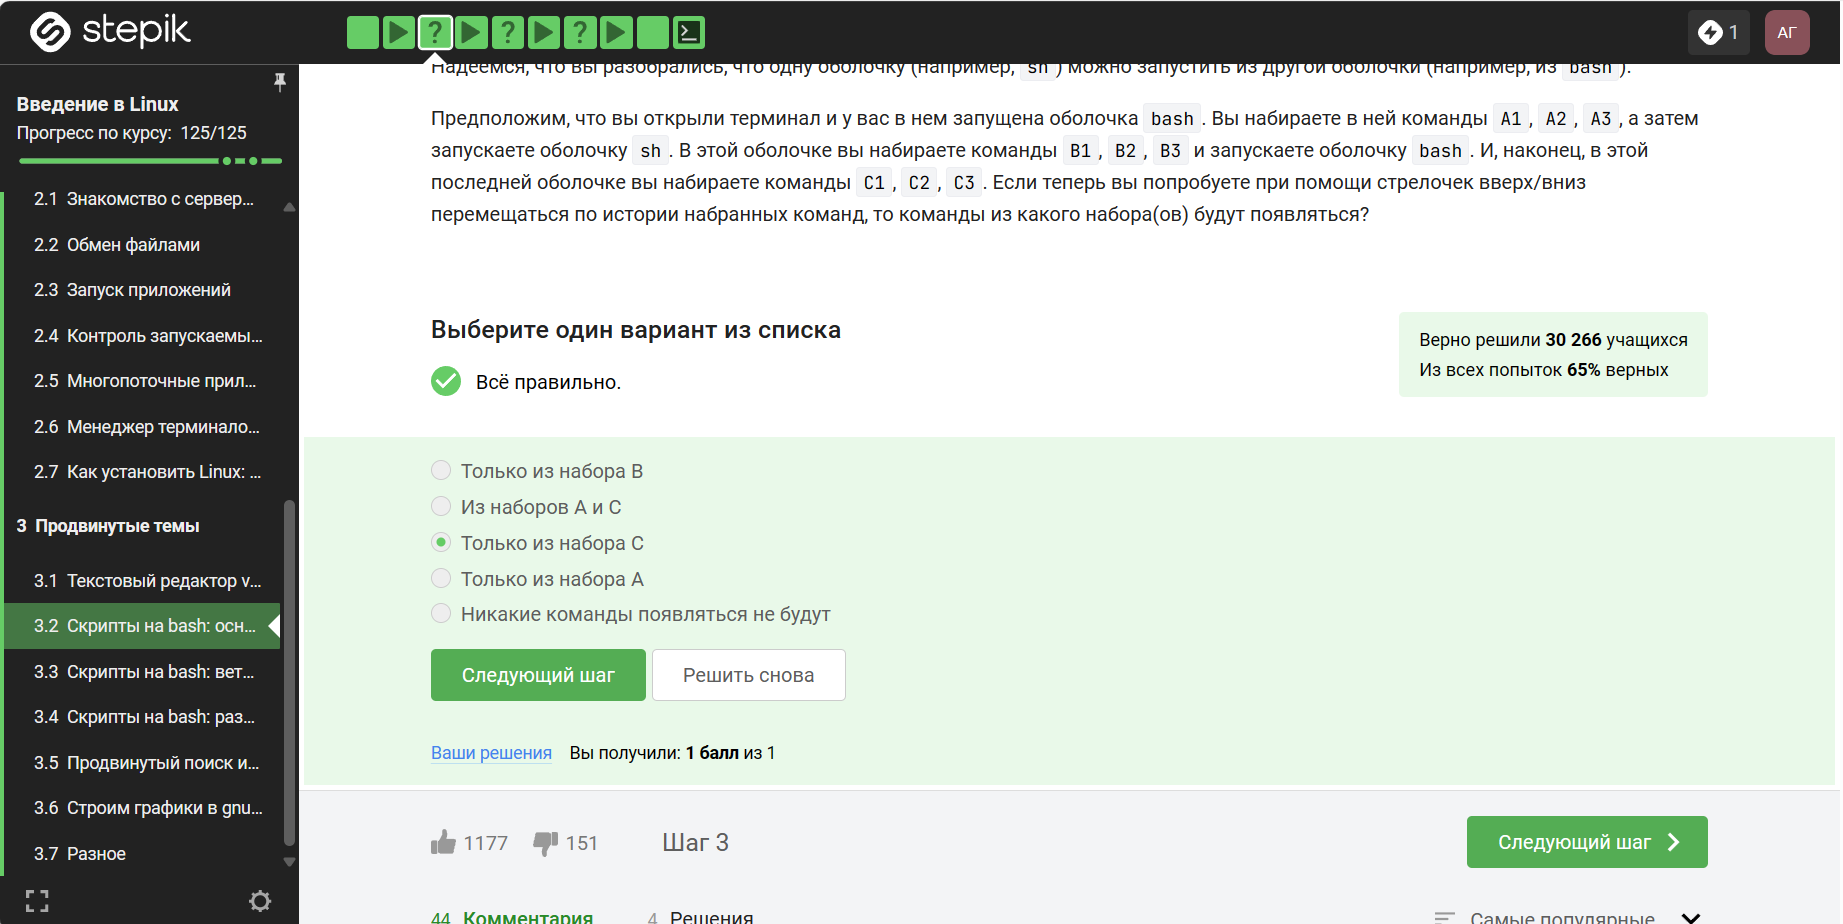 stepik
? ? ?
1
АГ
Введение в Linux
Прогресс по курсу: 125/125
2.1 Знакомство с сервер...
2.2 Обмен файлами
2.3 Запуск приложений
2.4 Контроль запускаемы...
2.5 Многопоточные прил...
2.6 Менеджер терминало...
2.7 Как установить Linux: ...
3 Продвинутые темы
3.1 Текстовый редактор v...
3.2 Скрипты на bash: осн...
3.3 Скрипты на bash: вет...
3.4 Скрипты на bash: раз...
3.5 Продвинутый поиск и...
3.6 Строим графики в gnu...
3.7 Разное
Надеемся, что вы разобрались, что одну оболочку (например, sh ) можно запустить из другой оболочки (например, из bash ).
Предположим, что вы открыли терминал и у вас в нем запущена оболочка bash . Вы набираете в ней команды A1 , A2 , A3 , а затем
запускаете оболочку sh . В этой оболочке вы набираете команды B1 , B2 , B3 и запускаете оболочку bash . И, наконец, в этой
последней оболочке вы набираете команды C1 , C2 , C3 . Если теперь вы попробуете при помощи стрелочек вверх/вниз
перемещаться по истории набранных команд, то команды из какого набора(ов) будут появляться?
Выберите один вариант из списка
Всё правильно.
Верно решили 30 266 учащихся
Из всех попыток 65% верных
Только из набора B
Из наборов A и C
Только из набора C
Только из набора A
Никакие команды появляться не будут
Следующий шаг
Решить снова
Ваши решения Вы получили: 1 балл из 1
1177
151
Шаг 3
Следующий шаг
44 Комментария
4 Решения
Самые популярные